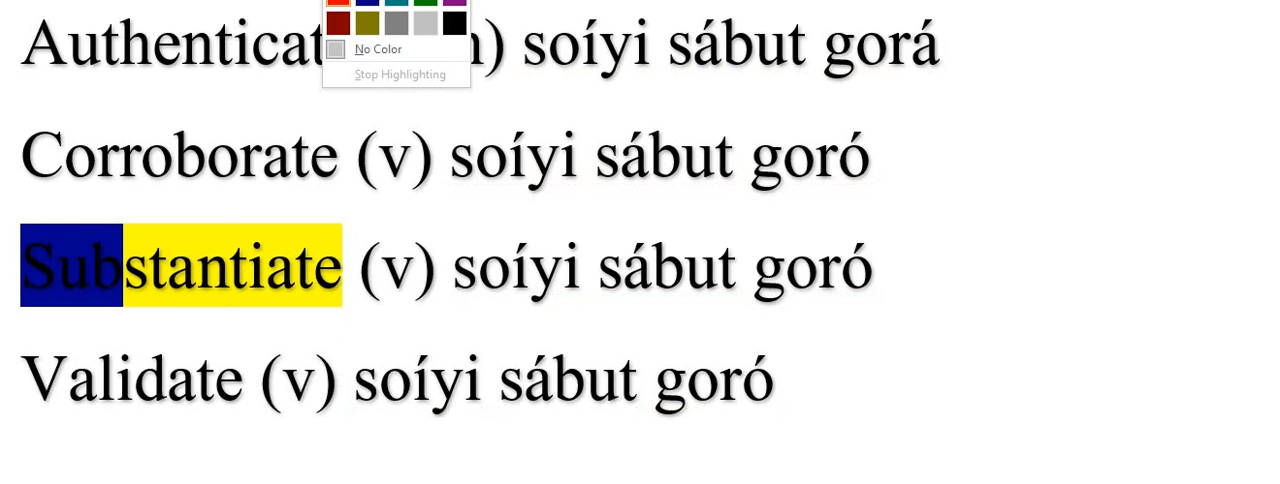 soíyi sábut gorá
No Color
Stop Highlighting
Corroborate (v) soíyi sábut goró
Substantiate (v) soíyi sábut goró
Validate (v) soíyi sábut goró